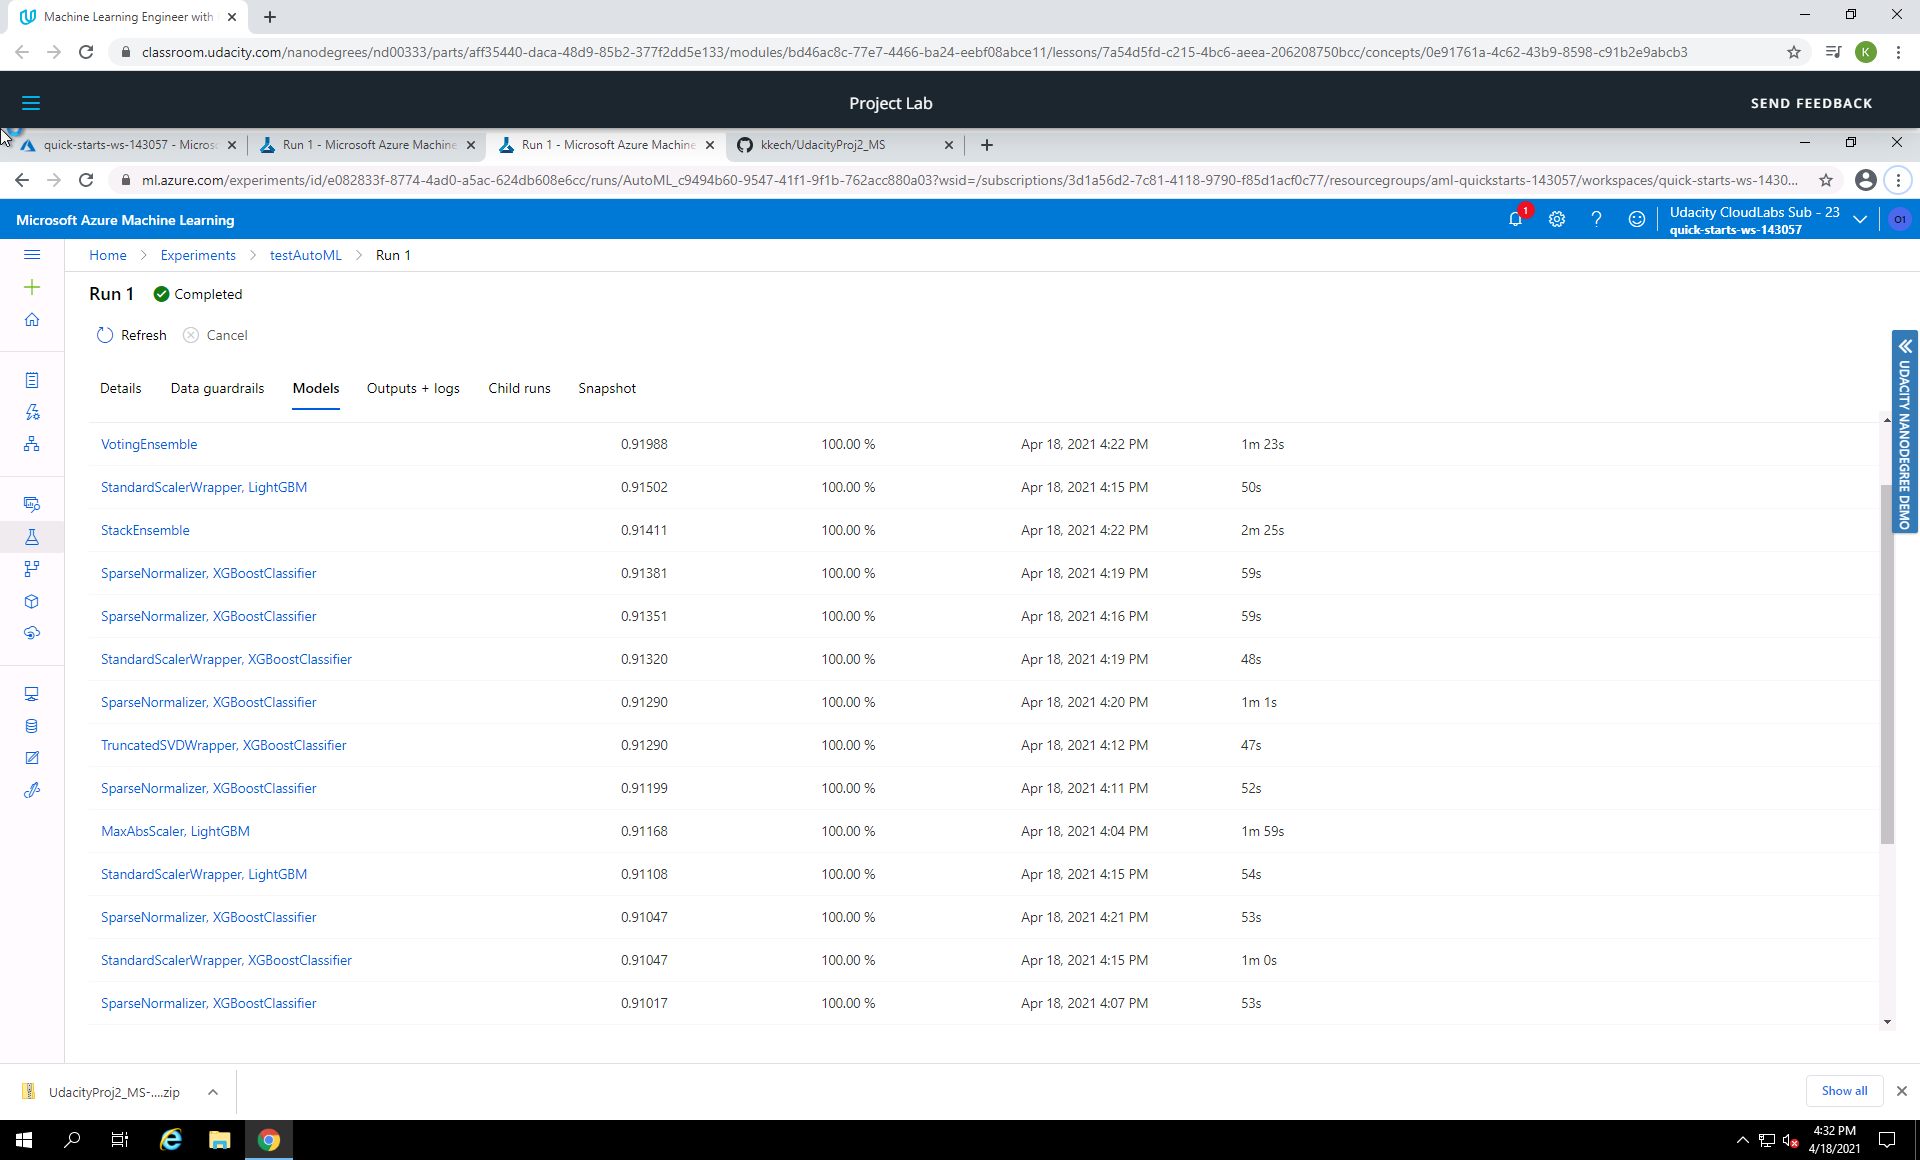 Machine Learning Engineer with
classroom.udacity.com/nanodegrees/nd00333/parts/aff35440-daca-48d9-85b2-377f2dd5e133/modules/bd46ac8c-77e7-4466-ba24-eebf08abce11/lessons/7a54d5fd-c215-4bc6-aeea-206208750bcc/concepts/0e91761a-4c62-43b9-8598-c91b2e9abcb3
K
Project Lab
SEND FEEDBACK
quick-starts-ws-143057 - Micros
Run 1 - Microsoft Azure Machine
Run 1 - Microsoft Azure Machine
kkech/UdacityProj2_MS
ml.azure.com/experiments/id/e082833f-8774-4ad0-a5ac-624db608e6cc/runs/AutoML_c9494b60-9547-41f1-9f1b-762acc880a03?wsid=/subscriptions/3d1a56d2-7c81-4118-9790-f85d1acf0c77/resourcegroups/aml-quickstarts-143057/workspaces/quick-starts-ws-1430...
Microsoft Azure Machine Learning
1
Udacity CloudLabs Sub - 23
quick-starts-ws-143057
O1
Home > Experiments > testAutoML > Run 1
Run 1 Completed
Refresh Cancel
UDACITY NANODEGREE DEMO
Details Data guardrails Models Outputs + logs Child runs Snapshot
VotingEnsemble 0.91988 100.00 % Apr 18, 2021 4:22 PM 1m 23s
StandardScalerWrapper, LightGBM 0.91502 100.00 % Apr 18, 2021 4:15 PM 50s
StackEnsemble 0.91411 100.00 % Apr 18, 2021 4:22 PM 2m 25s
SparseNormalizer, XGBoostClassifier 0.91381 100.00 % Apr 18, 2021 4:19 PM 59s
SparseNormalizer, XGBoostClassifier 0.91351 100.00 % Apr 18, 2021 4:16 PM 59s
StandardScalerWrapper, XGBoostClassifier 0.91320 100.00 % Apr 18, 2021 4:19 PM 48s
SparseNormalizer, XGBoostClassifier 0.91290 100.00 % Apr 18, 2021 4:20 PM 1m 1s
TruncatedSVDWrapper, XGBoostClassifier 0.91290 100.00 % Apr 18, 2021 4:12 PM 47s
SparseNormalizer, XGBoostClassifier 0.91199 100.00 % Apr 18, 2021 4:11 PM 52s
MaxAbsScaler, LightGBM 0.91168 100.00 % Apr 18, 2021 4:04 PM 1m 59s
StandardScalerWrapper, LightGBM 0.91108 100.00 % Apr 18, 2021 4:15 PM 54s
SparseNormalizer, XGBoostClassifier 0.91047 100.00 % Apr 18, 2021 4:21 PM 53s
StandardScalerWrapper, XGBoostClassifier 0.91047 100.00 % Apr 18, 2021 4:15 PM 1m 0s
SparseNormalizer, XGBoostClassifier 0.91017 100.00 % Apr 18, 2021 4:07 PM 53s
UdacityProj2_MS-....zip
Show all
4:32 PM
4/18/2021